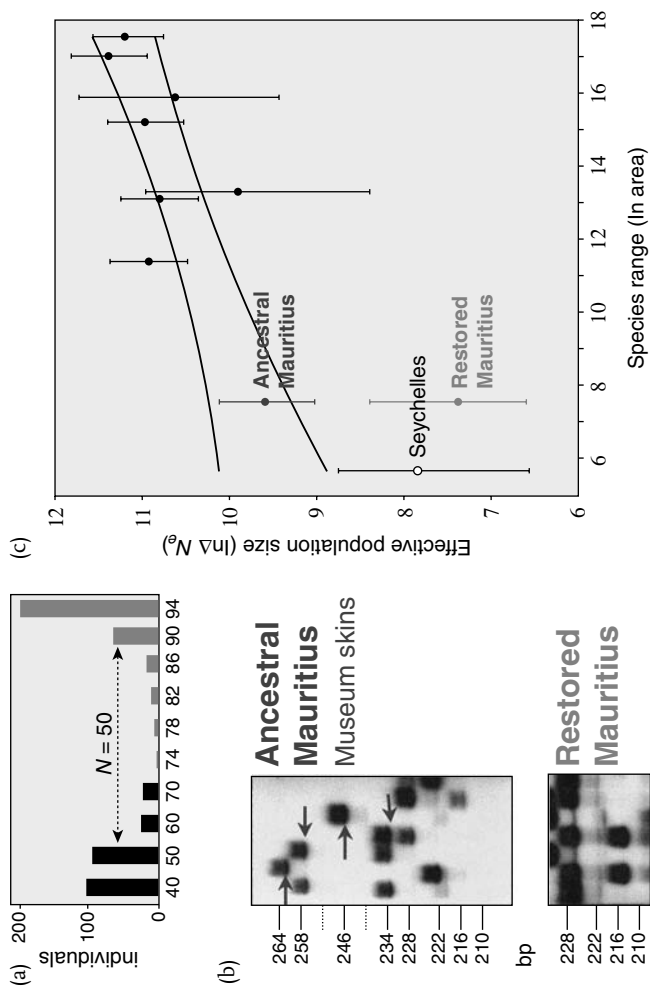 (a)
individuals
200
100
0
N = 50
40 50 60 70 74 78 82 86 90 94
(b)
264
258
246
234
228
222
216
210
bp
228
222
216
210
Ancestral
Mauritius
Museum skins
Restored
Mauritius
(c)
Effective population size (ln∆ Ne)
12
11
10
9
8
7
6
Ancestral
Mauritius
Seychelles
Restored
Mauritius
6 8 10 12 14 16 18
Species range (ln area)